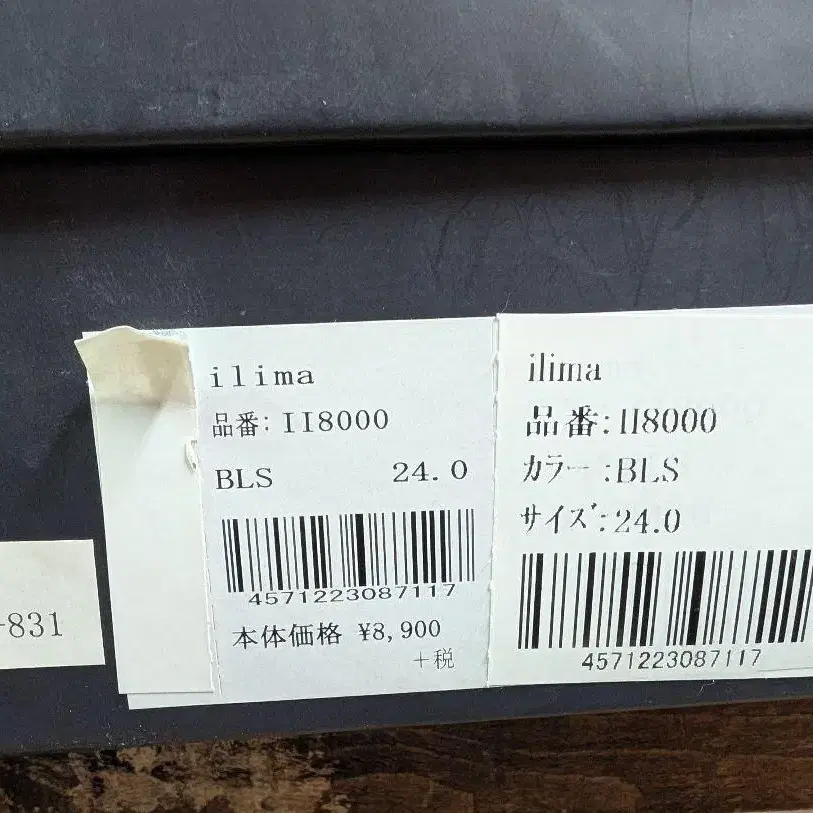 -831
ilima
品番: II8000
BLS 24.0
4571223087117
本体価格 ¥8,900
+税
ilima
品番:II8000
カラー :BLS
サイズ:24.0
4571223087117